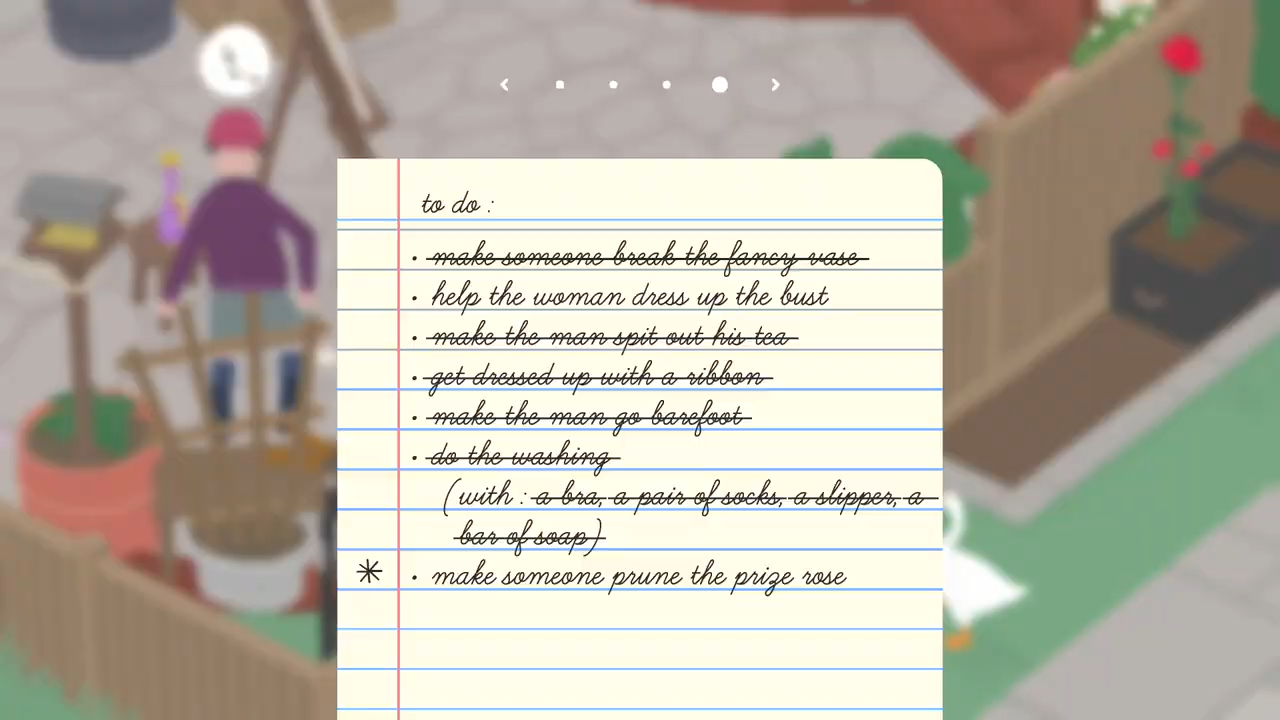 to do :
• make someone break the fancy vase
• help the woman dress up the bust
• make the man spit out his tea
• get dressed up with a ribbon
• make the man go barefoot
• do the washing
(with : a bra, a pair of socks, a slipper, a
bar of soap)
• make someone prune the prize rose